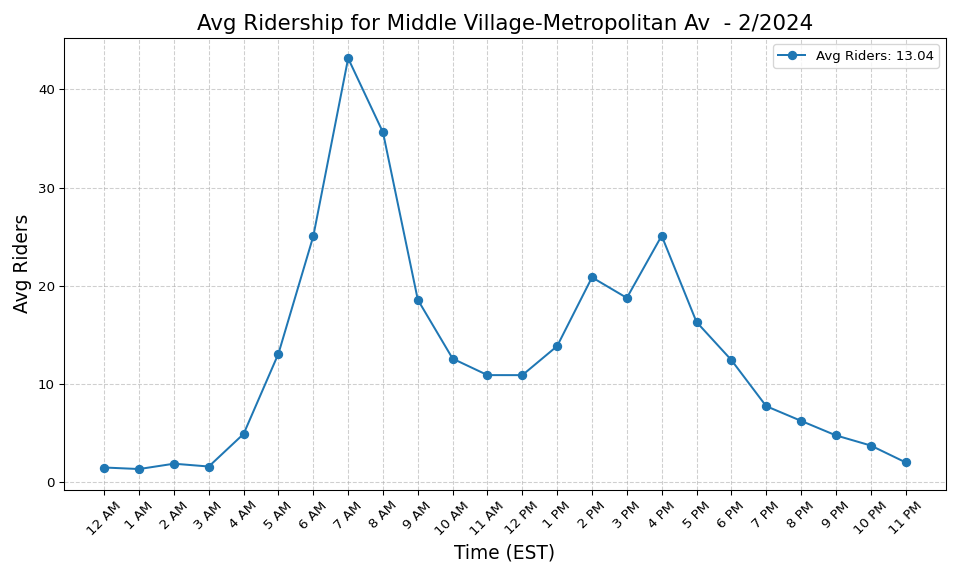 Avg Ridership for Middle Village-Metropolitan Av  - 2/2024
Avg Riders: 13.04
Avg Riders
40
30
20
10
0
12 AM
1 AM
2 AM
3 AM
4 AM
5 AM
6 AM
7 AM
8 AM
9 AM
10 AM
11 AM
12 PM
1 PM
2 PM
3 PM
4 PM
5 PM
6 PM
7 PM
8 PM
9 PM
10 PM
11 PM
Time (EST)